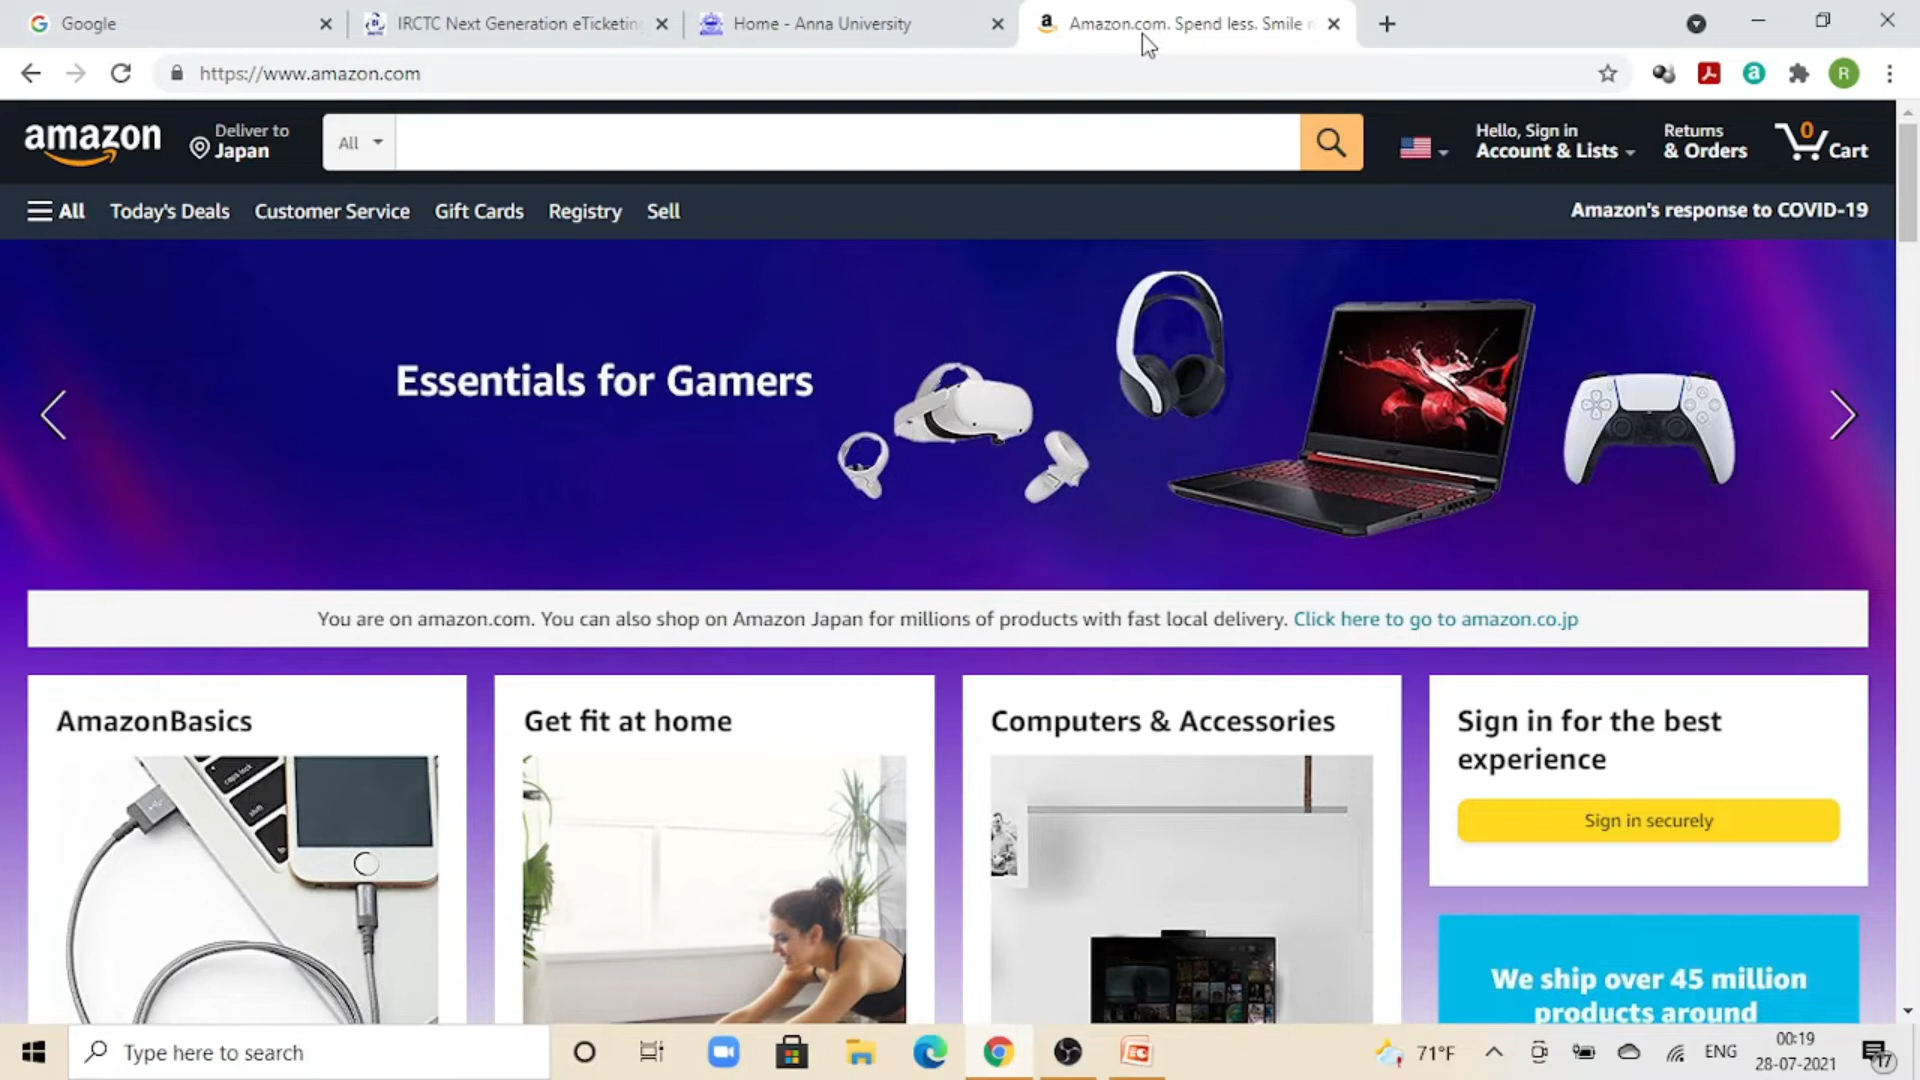 Google
IRCTC Next Generation eTicketing
Home - Anna University
Amazon.com. Spend less. Smile
https://www.amazon.com
R
amazon
Deliver to
Japan
All
Hello, Sign in
Account & Lists
Returns
& Orders
0
Cart
All
Today's Deals
Customer Service
Gift Cards
Registry
Sell
Amazon's response to COVID-19
Essentials for Gamers
You are on amazon.com. You can also shop on Amazon Japan for millions of products with fast local delivery. Click here to go to amazon.co.jp
AmazonBasics
caps lock
shift
Get fit at home
Computers & Accessories
Sign in for the best
experience
Sign in securely
We ship over 45 million
products around
Type here to search
71°F
ENG
00:19
28-07-2021
17